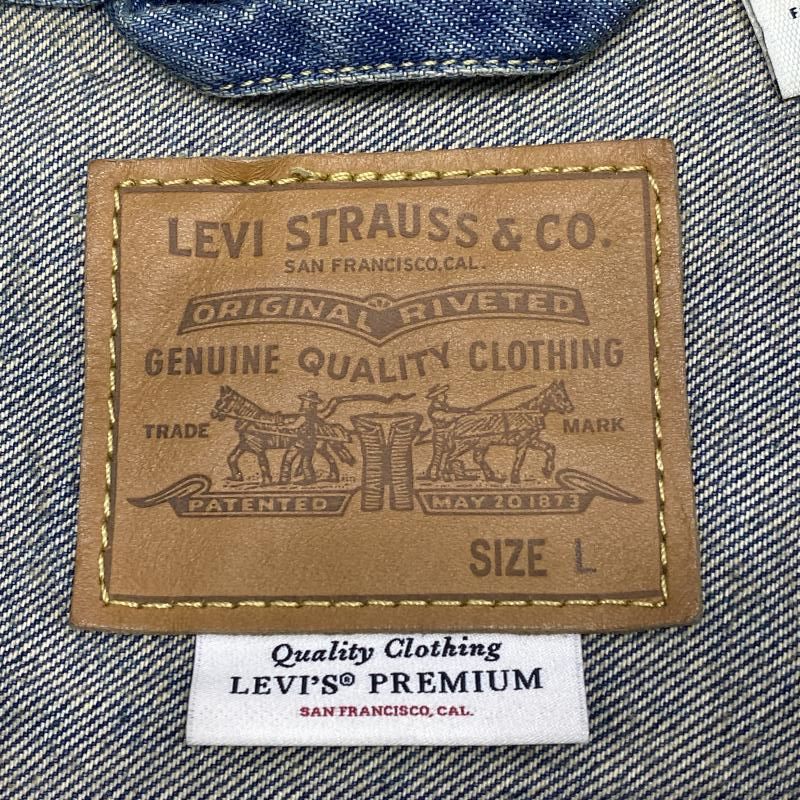 LEVI STRAUSS & CO.
SAN FRANCISCO, CAL.
ORIGINAL RIVETED
GENUINE QUALITY CLOTHING
TRADE MARK
PATENTED MAY 20 1873
SIZE L
Quality Clothing
LEVI'S® PREMIUM
SAN FRANCISCO, CAL.